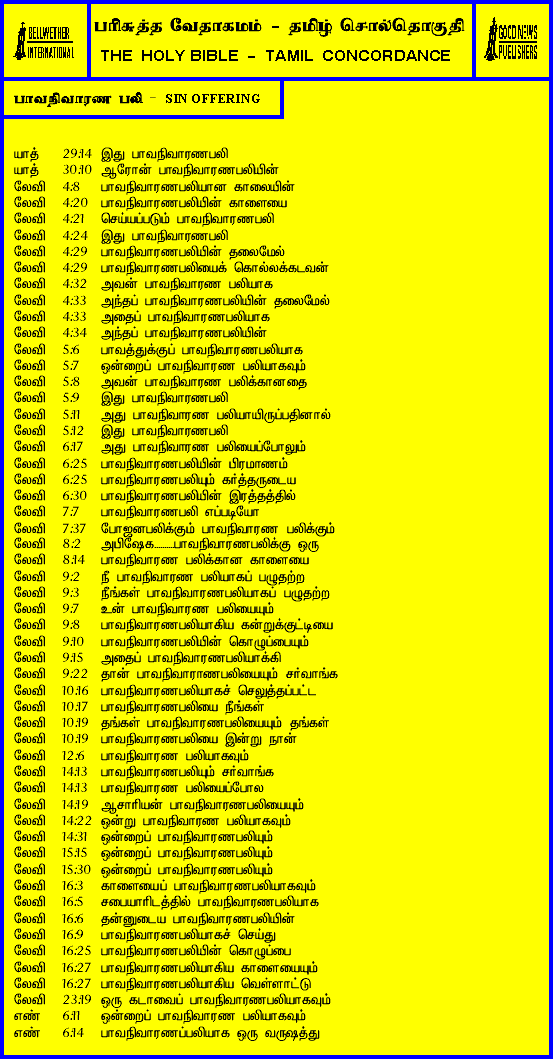 BELLWETHER
INTERNATIONAL
பரிசுத்த வேதாகமம் - தமிழ் சொல்தொகுதி
THE HOLY BIBLE - TAMIL CONCORDANCE
GOOD NEWS
PUBLISHERS
பாவநிவாரண பலி - SIN OFFERING
யாத் 29:14 இது பாவநிவாரணபலி
யாத் 30:10 ஆரோன் பாவநிவாரணபலியின்
லேவி 4:8 பாவநிவாரணபலியான காலையின்
லேவி 4:20 பாவநிவாரணபலியின் காளையை
லேவி 4:21 செய்யப்படும் பாவநிவாரணபலி
லேவி 4:24 இது பாவநிவாரணபலி
லேவி 4:29 பாவநிவாரணபலியின் தலைமேல்
லேவி 4:29 பாவநிவாரணபலியைக் கொல்லக்கடவன்
லேவி 4:32 அவன் பாவநிவாரண பலியாக
லேவி 4:33 அந்தப் பாவநிவாரணபலியின் தலைமேல்
லேவி 4:33 அதைப் பாவநிவாரணபலியாக
லேவி 4:34 அந்தப் பாவநிவாரணபலியின்
லேவி 5:6 பாவத்துக்குப் பாவநிவாரணபலியாக
லேவி 5:7 ஒன்றைப் பாவநிவாரண பலியாகவும்
லேவி 5:8 அவன் பாவநிவாரண பலிக்கானதை
லேவி 5:9 இது பாவநிவாரணபலி
லேவி 5:11 அது பாவநிவாரண பலியாயிருப்பதினால்
லேவி 5:12 இது பாவநிவாரணபலி
லேவி 6:17 அது பாவநிவாரண பலியைப்போலும்
லேவி 6:25 பாவநிவாரணபலியின் பிரமாணம்
லேவி 6:25 பாவநிவாரணபலியும் கர்த்தருடைய
லேவி 6:30 பாவநிவாரணபலியின் இரத்தத்தில்
லேவி 7:7 பாவநிவாரணபலி எப்படியோ
லேவி 7:37 போஜனபலிக்கும் பாவநிவாரண பலிக்கும்
லேவி 8:2 அபிஷேக.........பாவநிவாரணபலிக்கு ஒரு
லேவி 8:14 பாவநிவாரண பலிக்கான காளையை
லேவி 9:2 நீ பாவநிவாரண பலியாகப் பழுதற்ற
லேவி 9:3 நீங்கள் பாவநிவாரணபலியாகப் பழுதற்ற
லேவி 9:7 உன் பாவநிவாரண பலியையும்
லேவி 9:8 பாவநிவாரணபலியாகிய கன்றுக்குட்டியை
லேவி 9:10 பாவநிவாரணபலியின் கொழுப்பையும்
லேவி 9:15 அதைப் பாவநிவாரணபலியாக்கி
லேவி 9:22 தான் பாவநிவாராணபலியையும் சர்வாங்க
லேவி 10:16 பாவநிவாரணபலியாகச் செலுத்தப்பட்ட
லேவி 10:17 பாவநிவாரணபலியை நீங்கள்
லேவி 10:19 தங்கள் பாவநிவாரணபலியையும் தங்கள்
லேவி 10:19 பாவநிவாரணபலியை இன்று நான்
லேவி 12:6 பாவநிவாரண பலியாகவும்
லேவி 14:13 பாவநிவாரணபலியும் சர்வாங்க
லேவி 14:13 பாவநிவாரண பலியைப்போல
லேவி 14:19 ஆசாரியன் பாவநிவாரணபலியையும்
லேவி 14:22 ஒன்று பாவநிவாரண பலியாகவும்
லேவி 14:31 ஒன்றைப் பாவநிவாரணபலியும்
லேவி 15:15 ஒன்றைப் பாவநிவாரணபலியும்
லேவி 15:30 ஒன்றைப் பாவநிவாரணபலியும்
லேவி 16:3 காளையைப் பாவநிவாரணபலியாகவும்
லேவி 16:5 சபையாரிடத்தில் பாவநிவாரணபலியாக
லேவி 16:6 தன்னுடைய பாவநிவாரணபலியின்
லேவி 16:9 பாவநிவாரணபலியாகச் செய்து
லேவி 16:25 பாவநிவாரணபலியின் கொழுப்பை
லேவி 16:27 பாவநிவாரணபலியாகிய காளையையும்
லேவி 16:27 பாவநிவாரணபலியாகிய வெள்ளாட்டு
லேவி 23:19 ஒரு கடாவைப் பாவநிவாரணபலியாகவும்
எண் 6:11 ஒன்றைப் பாவநிவாரண பலியாகவும்
எண் 6:14 பாவநிவாரணப்பலியாக ஒரு வருஷத்து